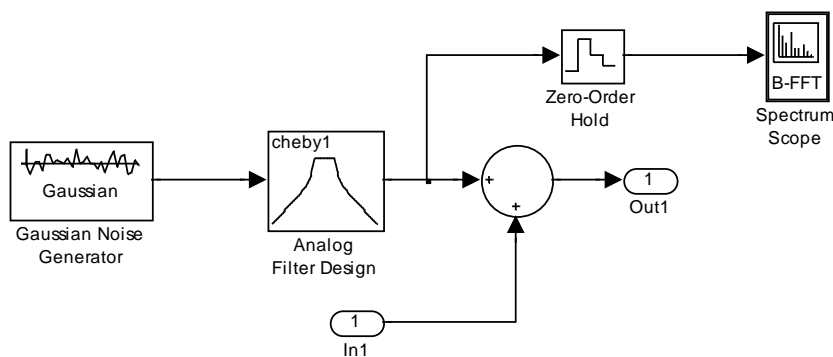 B-FFT
Zero-Order
Hold
Spectrum
Scope
cheby1
Gaussian
Gaussian Noise
Generator
Analog
Filter Design
+
+
1
Out1
1
In1